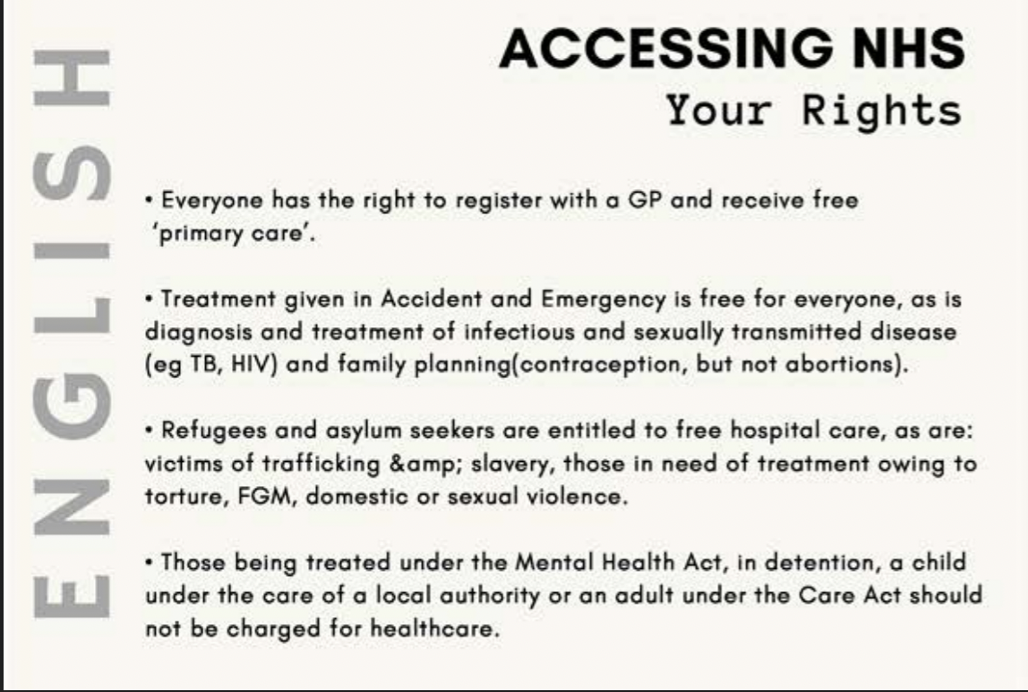 ENGLISH
ACCESSING NHS
Your Rights
• Everyone has the right to register with a GP and receive free
‘primary care’.
• Treatment given in Accident and Emergency is free for everyone, as is
diagnosis and treatment of infectious and sexually transmitted disease
(eg TB, HIV) and family planning(contraception, but not abortions).
• Refugees and asylum seekers are entitled to free hospital care, as are:
victims of trafficking &amp; slavery, those in need of treatment owing to
torture, FGM, domestic or sexual violence.
• Those being treated under the Mental Health Act, in detention, a child
under the care of a local authority or an adult under the Care Act should
not be charged for healthcare.